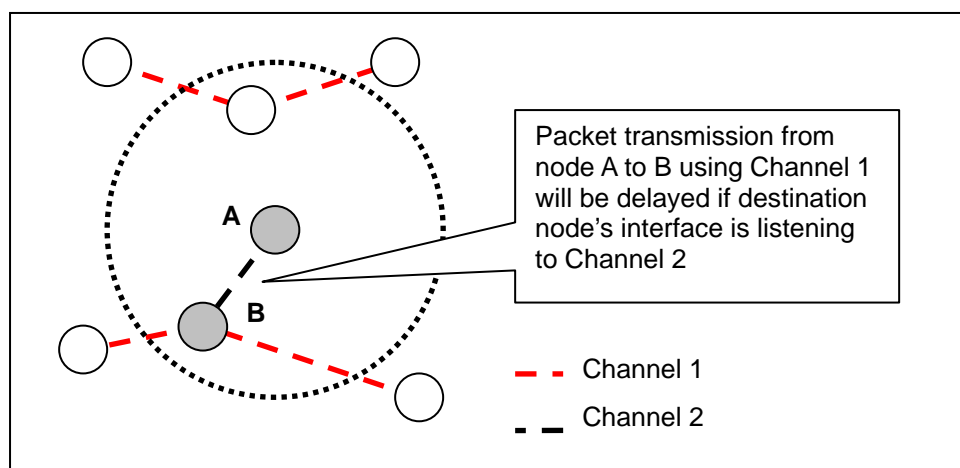 Packet transmission from
node A to B using Channel 1
will be delayed if destination
node's interface is listening
to Channel 2
A
B
Channel 1
Channel 2